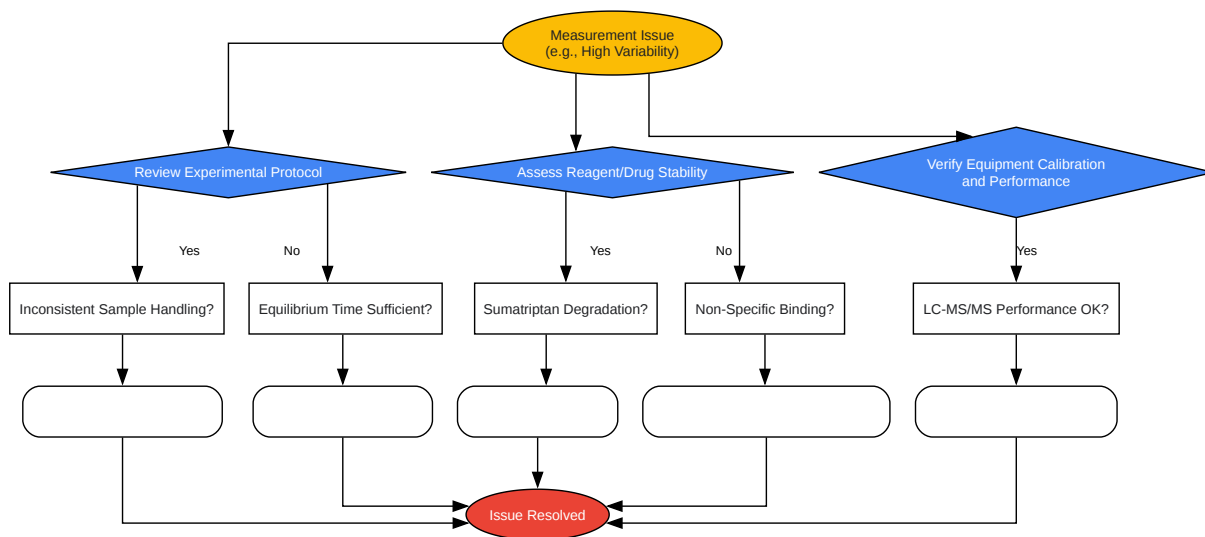 Measurement Issue
(e.g., High Variability)
Review Experimental Protocol
Assess Reagent/Drug Stability
Verify Equipment Calibration
and Performance
Yes
No
Yes
No
Yes
Inconsistent Sample Handling?
Equilibrium Time Sufficient?
Sumatriptan Degradation?
Non-Specific Binding?
LC-MS/MS Performance OK?
Issue Resolved